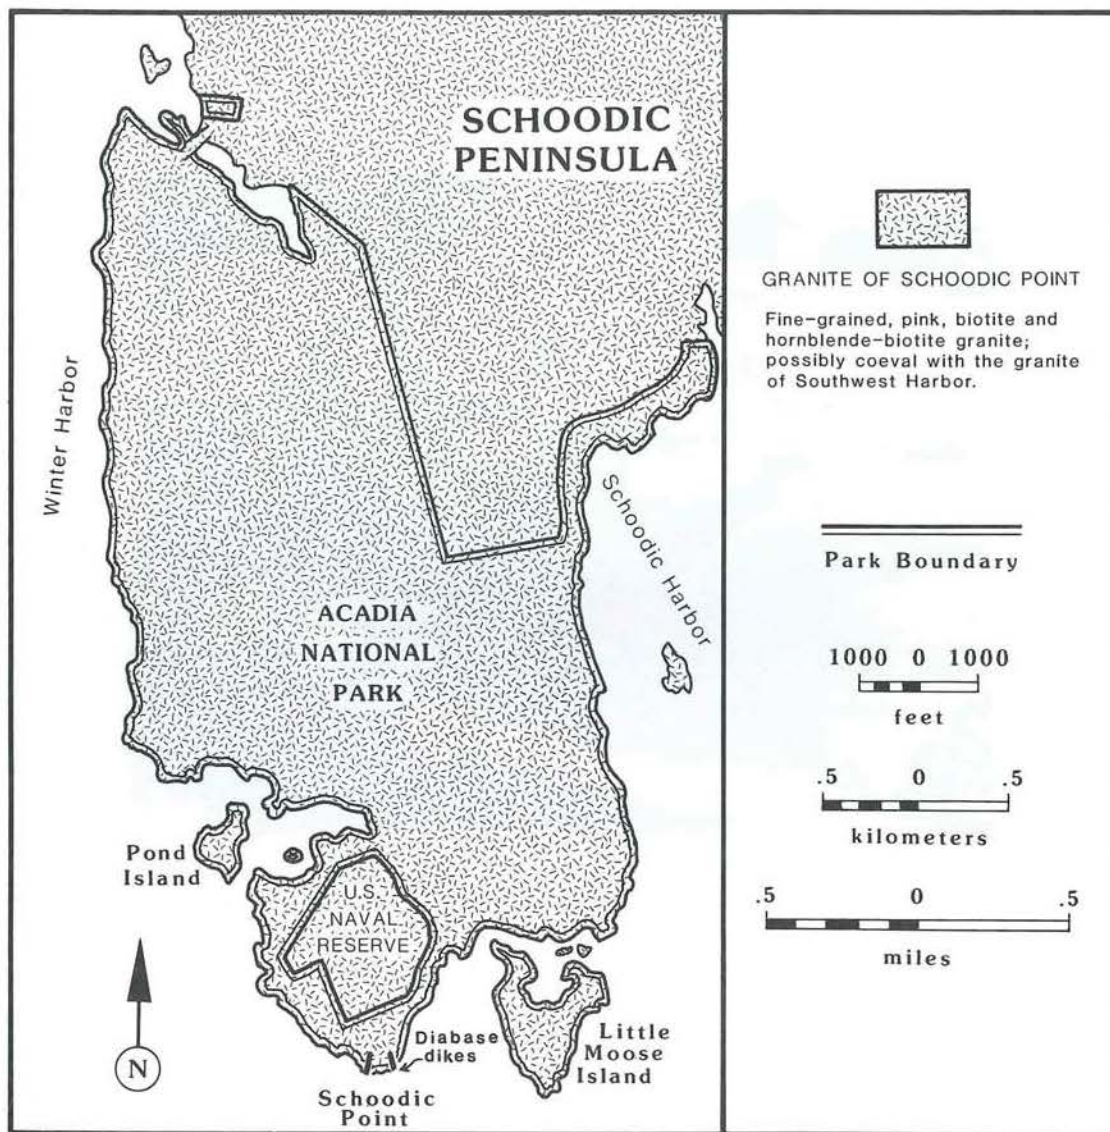 SCHOODIC
PENINSULA
Winter Harbor
Schoodic Harbor
ACADIA
NATIONAL
PARK
Pond
Island
U.S.
NAVAL
RESERVE
N
Diabase
dikes
Little
Moose
Island
Schoodic
Point
GRANITE OF SCHOODIC POINT
Fine-grained, pink, biotite and
hornblende-biotite granite;
possibly coeval with the granite
of Southwest Harbor.
Park Boundary
1000 0 1000
feet
.5 0 .5
kilometers
.5 0 .5
miles